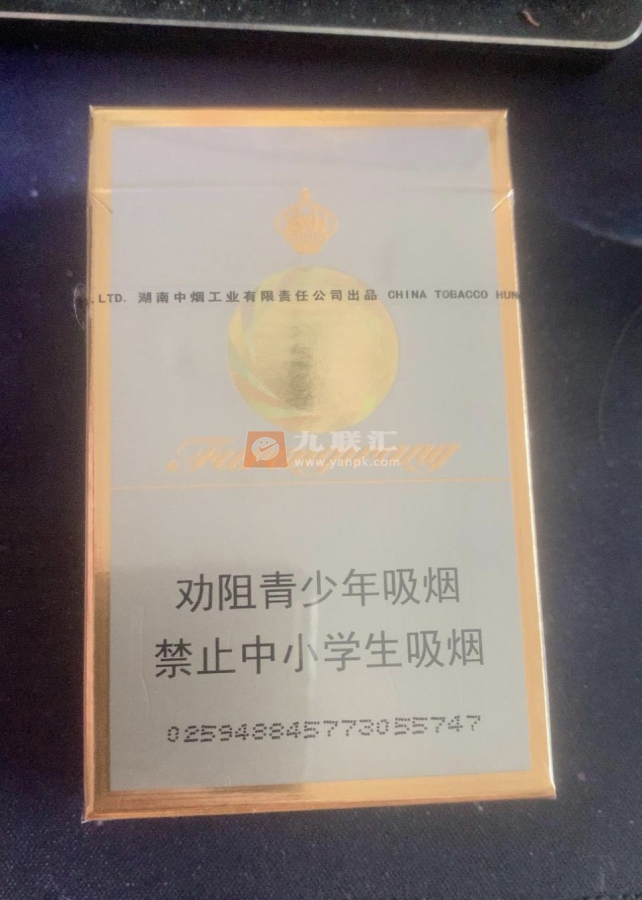 .LTD. 湖南中烟工业有限责任公司出品 CHINA TOBACCO HUN
九联汇
www.yanpk.com
劝阻青少年吸烟
禁止中小学生吸烟
02594884577305​5747